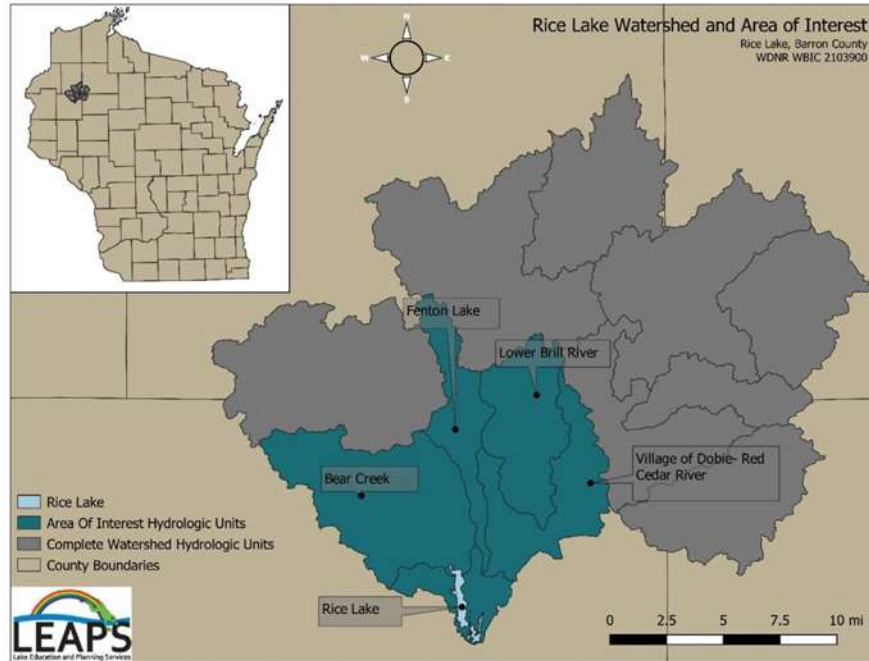 Rice Lake Watershed and Area of Interest
Rice Lake, Barron County
WDNR WBIC 2103900
N
W
E
S
Fenton Lake
Lower Brill River
Village of Dobie- Red
Cedar River
Bear Creek
Rice Lake
Rice Lake
Area Of Interest Hydrologic Units
Complete Watershed Hydrologic Units
County Boundaries
LEAPS
Lake Education and Planning Services
0 2.5 5 7.5 10 mi